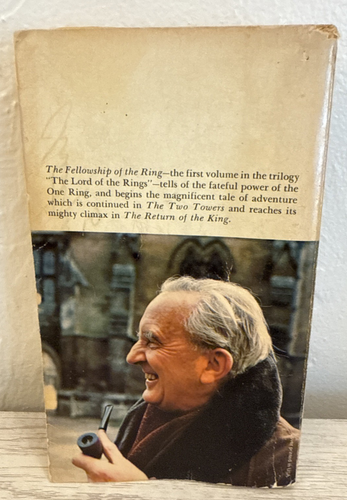 The Fellowship of the Ring—the first volume in the trilogy
"The Lord of the Rings"—tells of the fateful power of the
One Ring, and begins the magnificent tale of adventure
which is continued in The Two Towers and reaches its
mighty climax in The Return of the King.